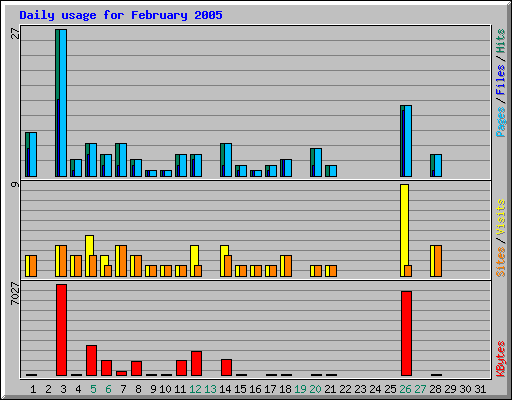 Daily usage for February 2005
27
9
7027
Pages/Files/Hits
Sites/Visits
KBytes
1 2 3 4 5 6 7 8 9 10 11 12 13 14 15 16 17 18 19 20 21 22 23 24 25 26 27 28 29 30 31